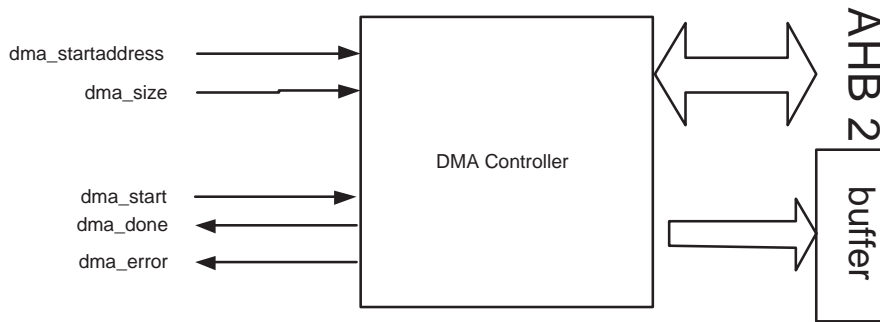 dma_startaddress
dma_size
dma_start
dma_done
dma_error
DMA Controller
AHB 2
buffer